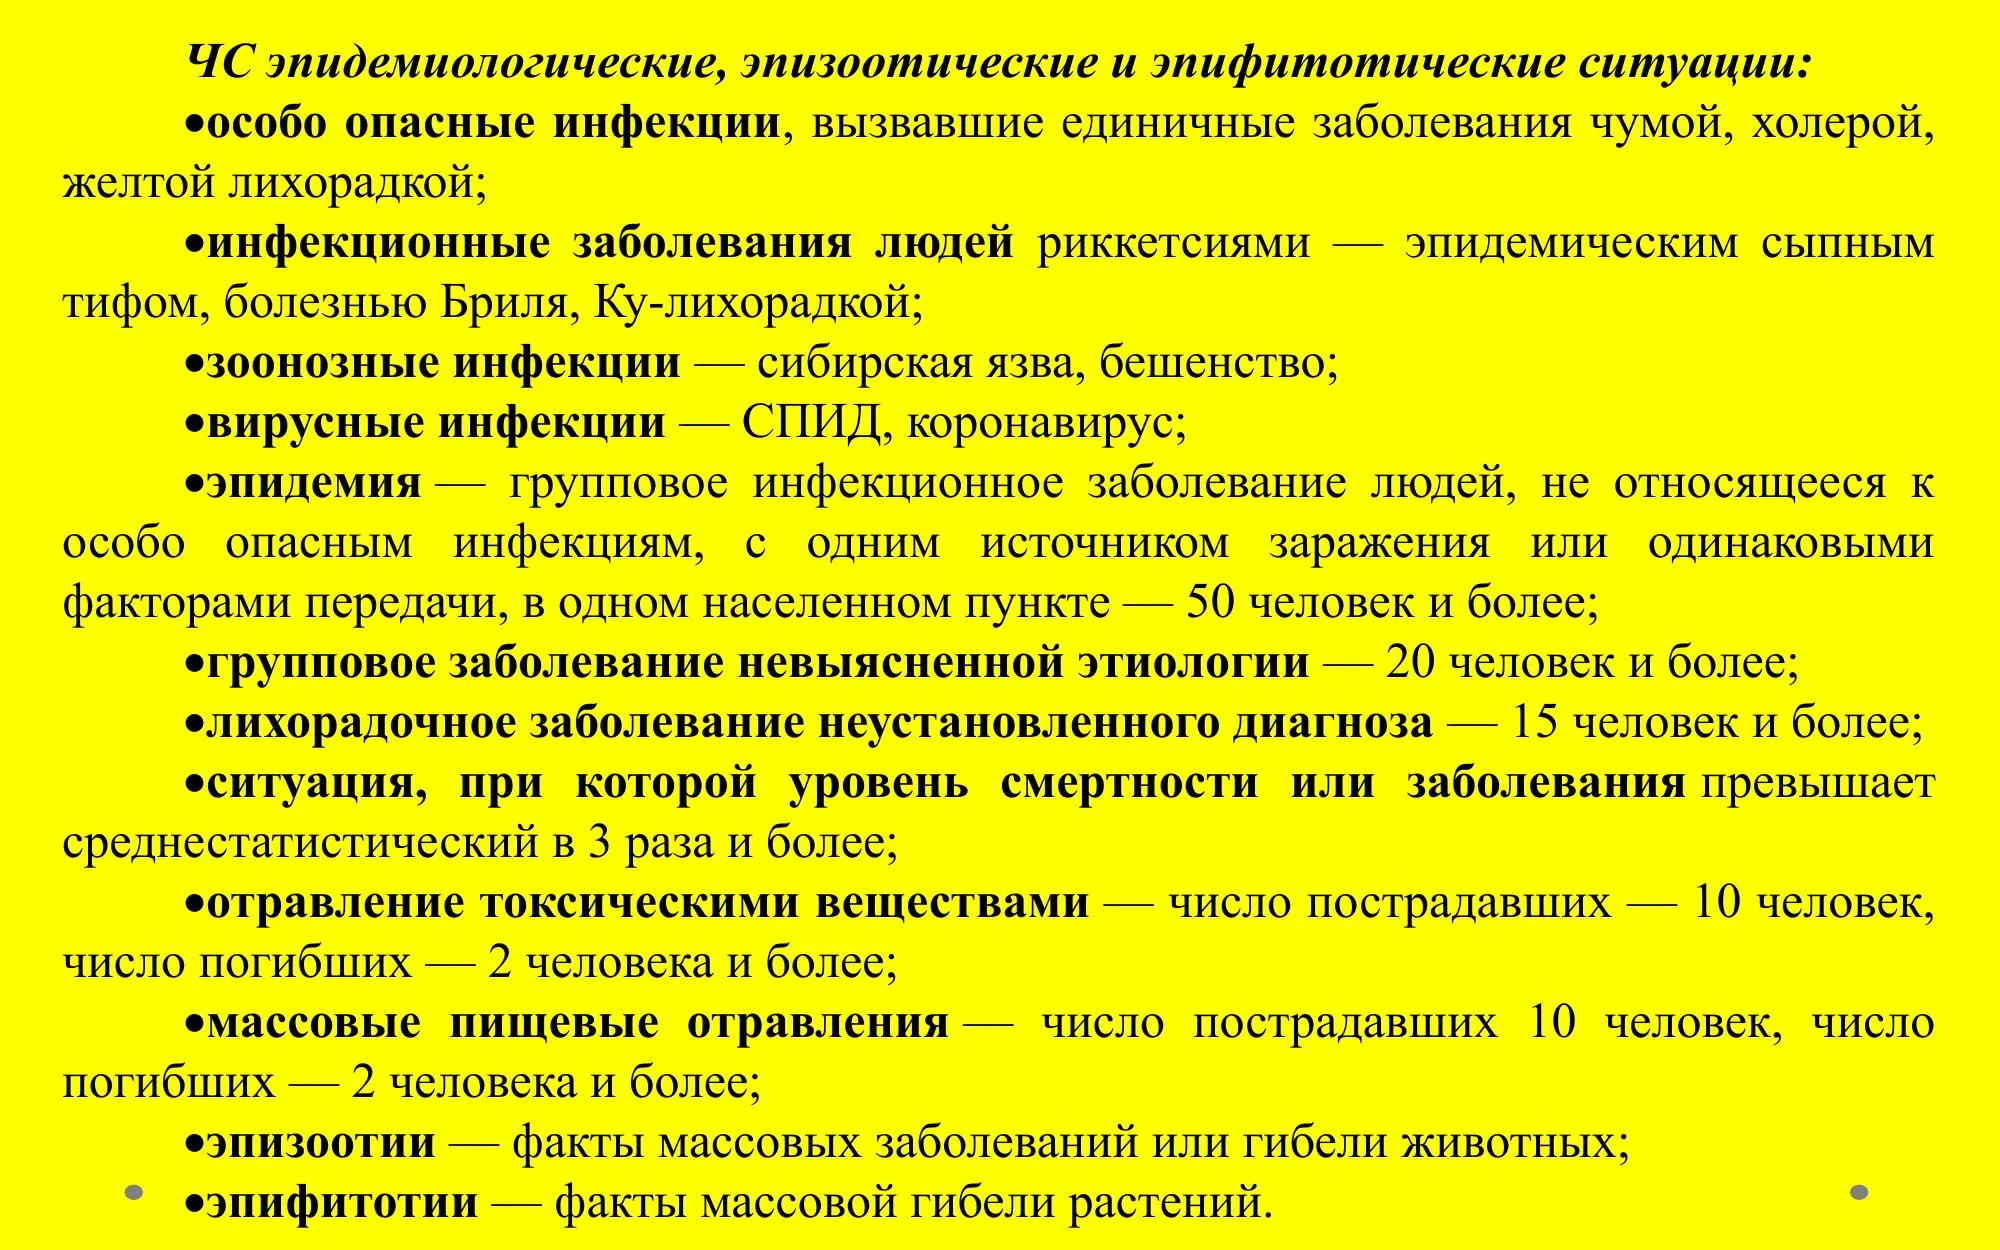 ЧС эпидемиологические, эпизоотические и эпифитотические ситуации:
•особо опасные инфекции, вызвавшие единичные заболевания чумой, холерой,
желтой лихорадкой;
•инфекционные заболевания людей риккетсиями — эпидемическим сыпным
тифом, болезнью Бриля, Ку-лихорадкой;
•зоонозные инфекции — сибирская язва, бешенство;
•вирусные инфекции — СПИД, коронавирус;
•эпидемия — групповое инфекционное заболевание людей, не относящееся к
особо опасным инфекциям, с одним источником заражения или одинаковыми
факторами передачи, в одном населенном пункте — 50 человек и более;
•групповое заболевание невыясненной этиологии — 20 человек и более;
•лихорадочное заболевание неустановленного диагноза — 15 человек и более;
•ситуация, при которой уровень смертности или заболевания превышает
среднестатистический в 3 раза и более;
•отравление токсическими веществами — число пострадавших — 10 человек,
число погибших — 2 человека и более;
•массовые пищевые отравления — число пострадавших 10 человек, число
погибших — 2 человека и более;
•эпизоотии — факты массовых заболеваний или гибели животных;
•эпифитотии — факты массовой гибели растений.